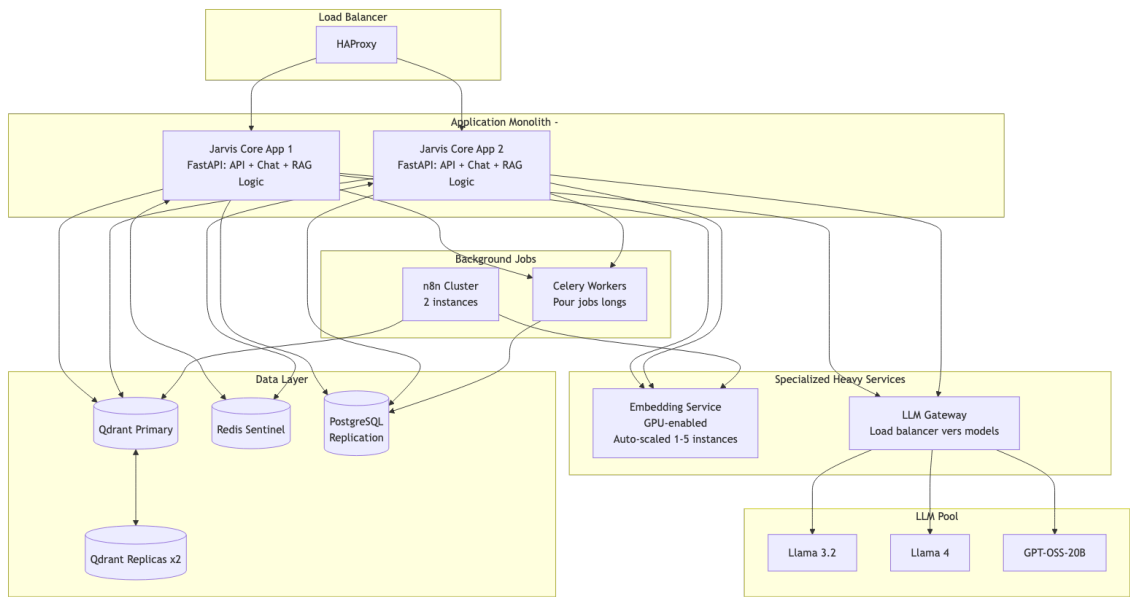 Load Balancer
HAProxy
Application Monolith -
Jarvis Core App 1
FastAPI: API + Chat + RAG
Logic
Jarvis Core App 2
FastAPI: API + Chat + RAG
Logic
Background Jobs
n8n Cluster
2 instances
Celery Workers
Pour jobs longs
Data Layer
Qdrant Primary
Redis Sentinel
PostgreSQL
Replication
Qdrant Replicas x2
Specialized Heavy Services
Embedding Service
GPU-enabled
Auto-scaled 1-5 instances
LLM Gateway
Load balancer vers models
LLM Pool
Llama 3.2
Llama 4
GPT-OSS-20B